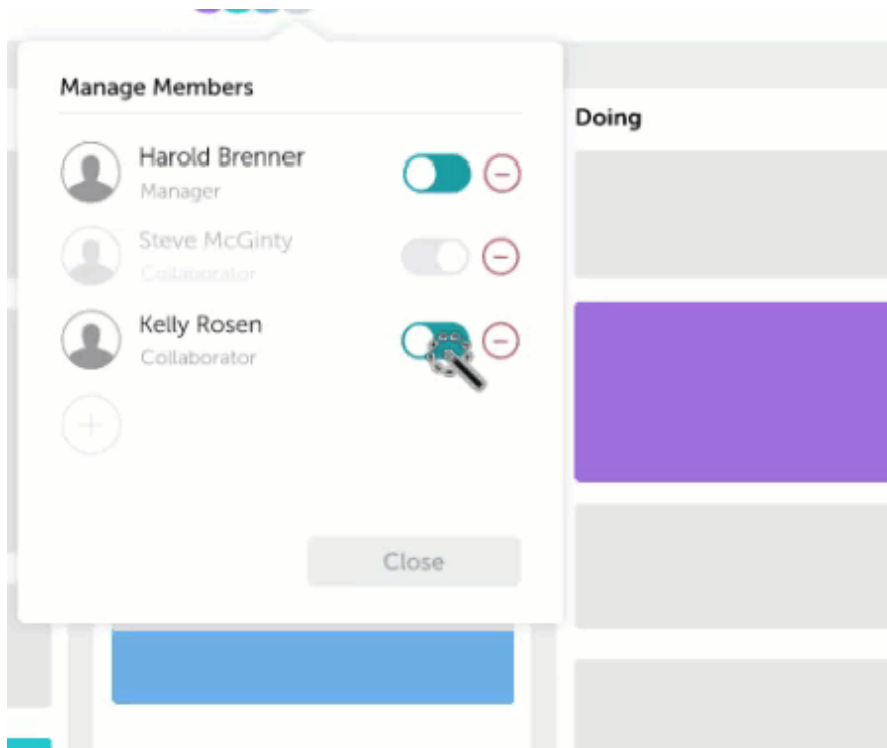 Manage Members
Doing
Harold Brenner
Manager
Steve McGinty
Collaborator
Kelly Rosen
Collaborator
Close